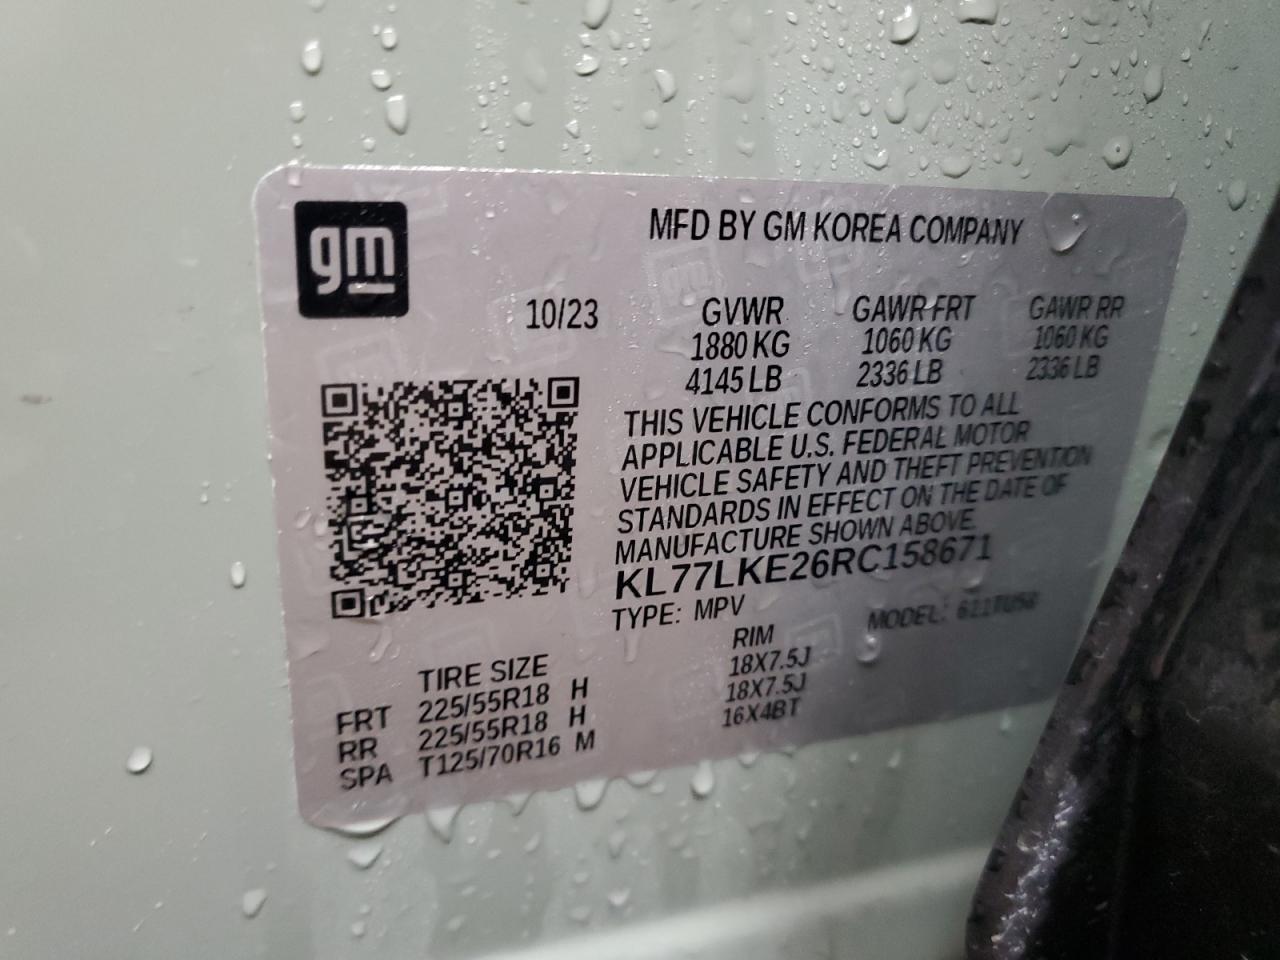 gm
MFD BY GM KOREA COMPANY
10/23
GVWR GAWR FRT GAWR RR
1880 KG 1060 KG 1060 KG
4145 LB 2336 LB 2336 LB
THIS VEHICLE CONFORMS TO ALL
APPLICABLE U.S. FEDERAL MOTOR
VEHICLE SAFETY AND THEFT PREVENTION
STANDARDS IN EFFECT ON THE DATE OF
MANUFACTURE SHOWN ABOVE.
KL77LKE26RC158671
TYPE: MPV MODEL:
TIRE SIZE RIM
FRT 225/55R18 H 18X7.5J
RR 225/55R18 H 18X7.5J
SPA T125/70R16 M 16X4BT